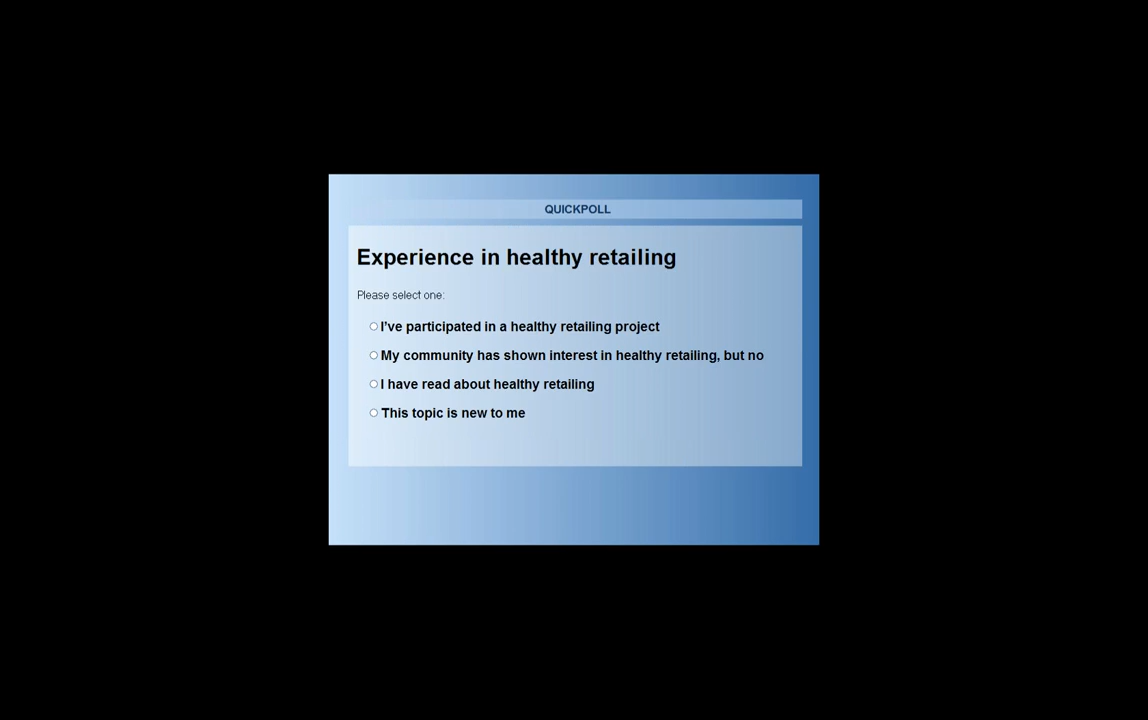 QUICKPOLL
Experience in healthy retailing
Please select one:
I've participated in a healthy retailing project
My community has shown interest in healthy retailing, but no
I have read about healthy retailing
This topic is new to me